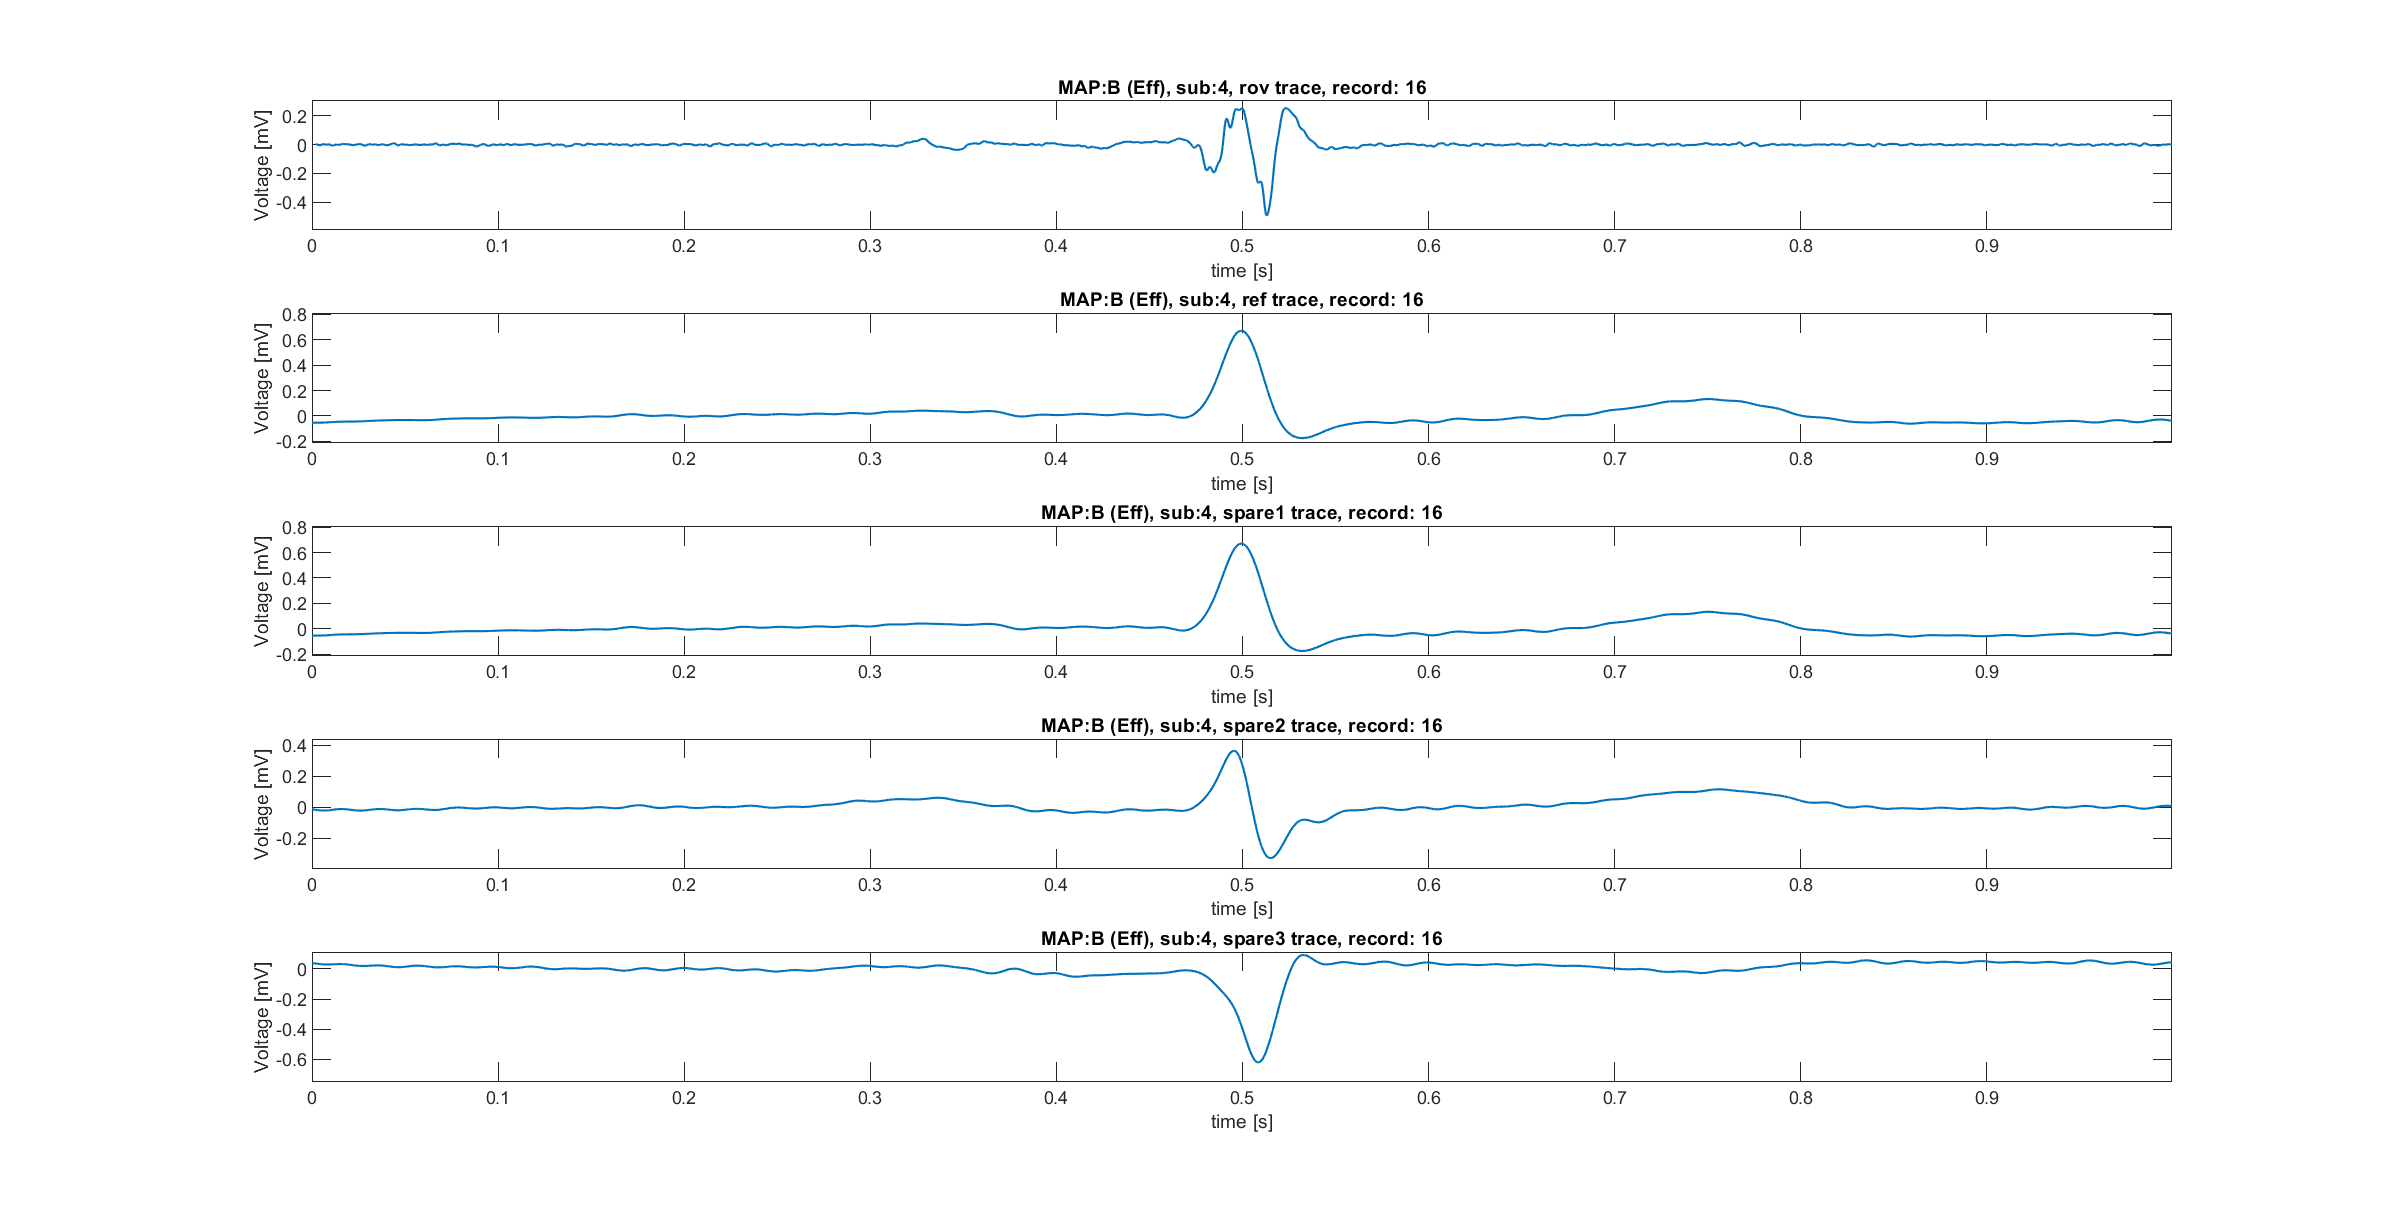 MAP:B (Eff), sub:4, rov trace, record: 16
Voltage [mV]
0.2
0
-0.2
-0.4
0 0.1 0.2 0.3 0.4 0.5 0.6 0.7 0.8 0.9
time [s]
MAP:B (Eff), sub:4, ref trace, record: 16
Voltage [mV]
0.8
0.6
0.4
0.2
0
-0.2
0 0.1 0.2 0.3 0.4 0.5 0.6 0.7 0.8 0.9
time [s]
MAP:B (Eff), sub:4, spare1 trace, record: 16
Voltage [mV]
0.8
0.6
0.4
0.2
0
-0.2
0 0.1 0.2 0.3 0.4 0.5 0.6 0.7 0.8 0.9
time [s]
MAP:B (Eff), sub:4, spare2 trace, record: 16
Voltage [mV]
0.4
0.2
0
-0.2
0 0.1 0.2 0.3 0.4 0.5 0.6 0.7 0.8 0.9
time [s]
MAP:B (Eff), sub:4, spare3 trace, record: 16
Voltage [mV]
0
-0.2
-0.4
-0.6
0 0.1 0.2 0.3 0.4 0.5 0.6 0.7 0.8 0.9
time [s]